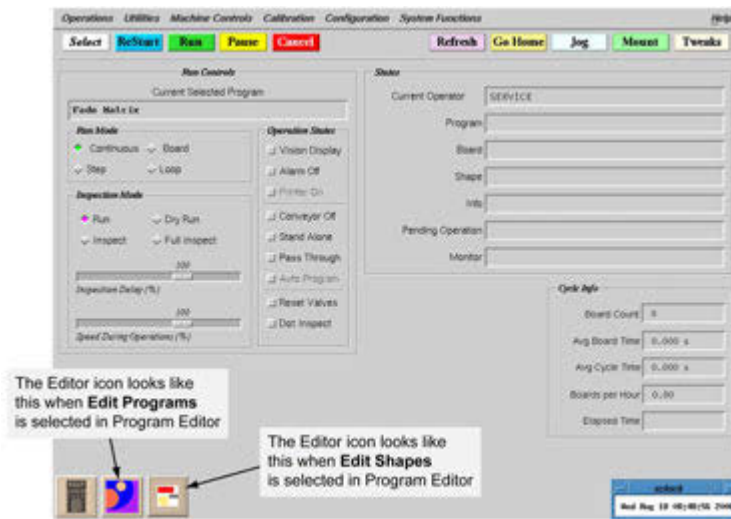 Operations Utilities Machine Controls Calibration Configuration System Functions Help
Select ReStart Run Pause Cancel Refresh Go Home Jog Mount Tweaks
Run Controls
Current Selected Program
Fade Matrix
Run Mode
Continuous Board
Step Loop
Inspection Mode
Run Dry Run
Inspect Full Inspect
100
Inspection Delay (%)
100
Speed During Operations (%)
Operation States
Vision Display
Alarm Off
Printer On
Conveyor Off
Stand Alone
Pass Through
Auto Program
Reset Valves
Dot Inspect
Status
Current Operator SERVICE
Program
Board
Shape
Info
Pending Operation
Monitor
Cycle Info
Board Count 0
Avg Board Time 0.000 s
Avg Cycle Time 0.000 s
Boards per Hour 0.00
Elapsed Time
The Editor icon looks like
this when Edit Programs
is selected in Program Editor
The Editor icon looks like
this when Edit Shapes
is selected in Program Editor
Wed Aug